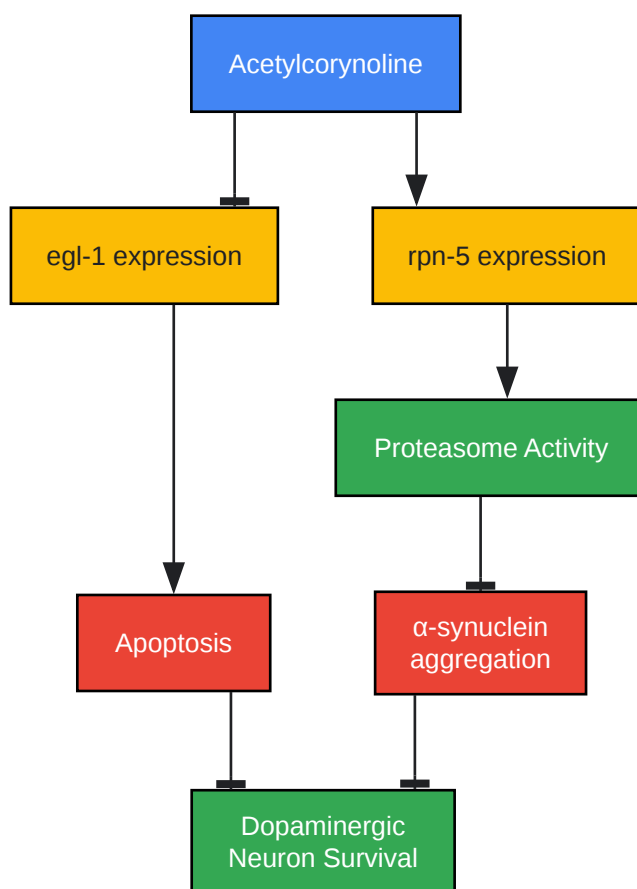 Acetylcorynoline
egl-1 expression
rpn-5 expression
Proteasome Activity
Apoptosis
α-synuclein
aggregation
Dopaminergic
Neuron Survival